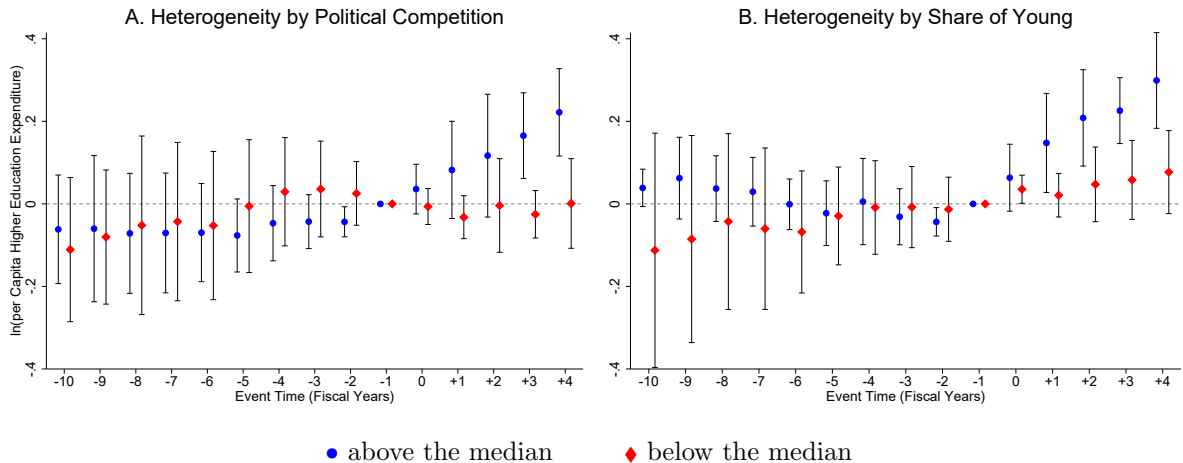 A. Heterogeneity by Political Competition
B. Heterogeneity by Share of Young
ln(per Capita Higher Education Expenditure)
.4
.2
0
-.2
-.4
-10 -9 -8 -7 -6 -5 -4 -3 -2 -1 0 +1 +2 +3 +4
Event Time (Fiscal Years)
.4
.2
0
-.2
-.4
-10 -9 -8 -7 -6 -5 -4 -3 -2 -1 0 +1 +2 +3 +4
Event Time (Fiscal Years)
above the median
below the median